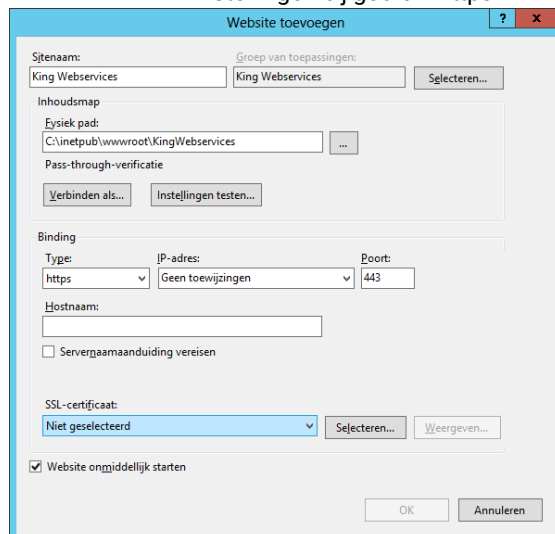 Website toevoegen
? x
Sitenaam: Groep van toepassingen:
King Webservices King Webservices Selecteren...
Inhoudsmap
Fysiek pad:
C:\inetpub\wwwroot\KingWebservices ...
Pass-through-verificatie
Verbinden als... Instellingen testen...
Binding
Type: IP-adres: Poort:
https Geen toewijzingen 443
Hostnaam:
Servernaamaanduiding vereisen
SSL-certificaat:
Niet geselecteerd Selecteren... Weergeven...
Website onmiddellijk starten
OK Annuleren